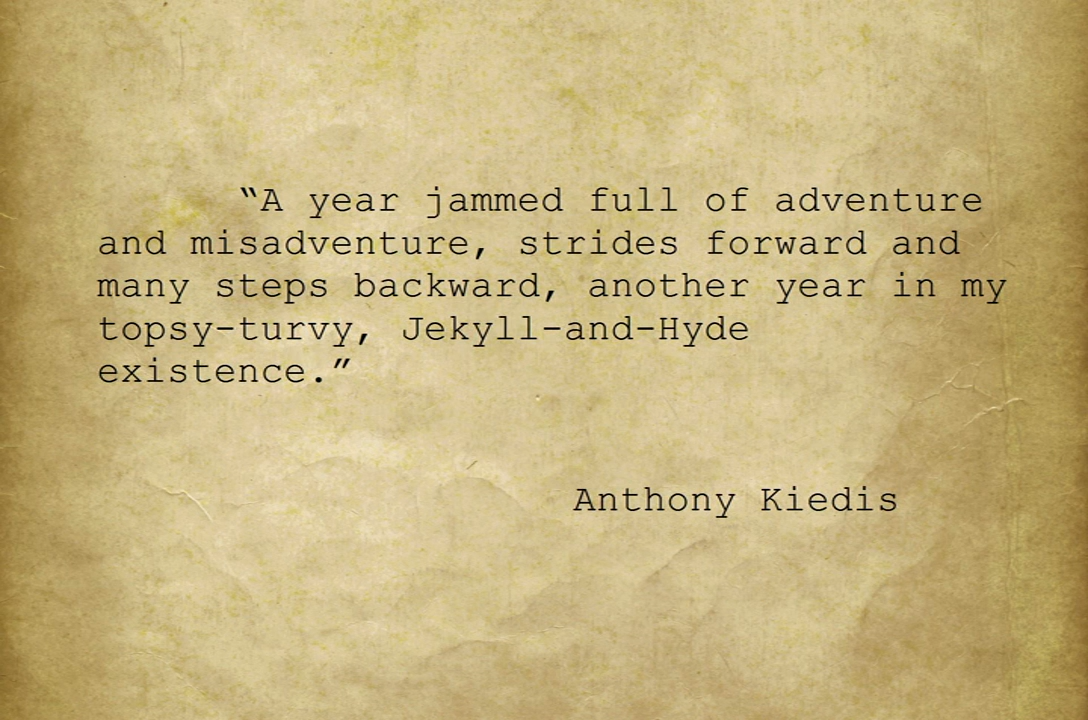 “A year jammed full of adventure
and misadventure, strides forward and
many steps backward, another year in my
topsy-turvy, Jekyll-and-Hyde
existence.”
Anthony Kiedis